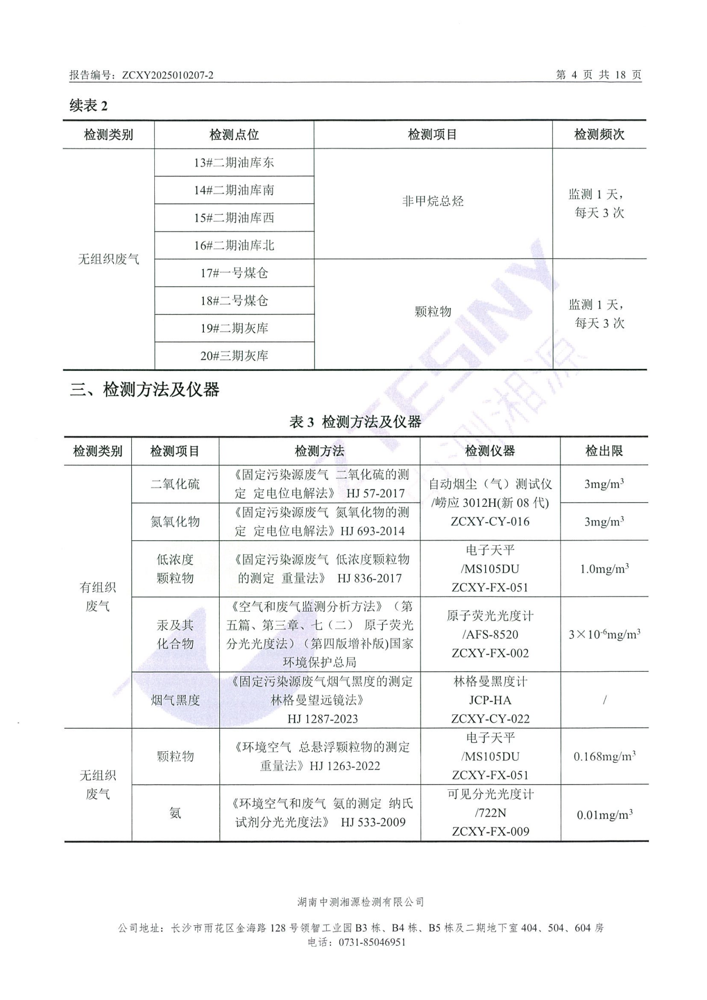 报告编号：ZCXY2025010207-2
第 4 页 共 18 页
续表 2
检测类别 检测点位 检测项目 检测频次
无组织废气
13#二期油库东
14#二期油库南
15#二期油库西
16#二期油库北
非甲烷总烃
监测 1 天，
每天 3 次
17#一号煤仓
18#二号煤仓
19#二期灰库
20#三期灰库
颗粒物
监测 1 天，
每天 3 次
三、检测方法及仪器
表 3 检测方法及仪器
检测类别 检测项目 检测方法 检测仪器 检出限
有组织
废气
二氧化硫
《固定污染源废气 二氧化硫的测
定 定电位电解法》 HJ 57-2017
自动烟尘（气）测试仪
/崂应 3012H(新 08 代)
ZCXY-CY-016
3mg/m³
氮氧化物
《固定污染源废气 氮氧化物的测
定 定电位电解法》HJ 693-2014
3mg/m³
低浓度
颗粒物
《固定污染源废气 低浓度颗粒物
的测定 重量法》 HJ 836-2017
电子天平
/MS105DU
ZCXY-FX-051
1.0mg/m³
汞及其
化合物
《空气和废气监测分析方法》（第
五篇、第三章、七（二） 原子荧光
分光光度法）（第四版增补版)国家
环境保护总局
原子荧光光度计
/AFS-8520
ZCXY-FX-002
3×10⁻⁶mg/m³
烟气黑度
《固定污染源废气烟气黑度的测定
林格曼望远镜法》
HJ 1287-2023
林格曼黑度计
JCP-HA
ZCXY-CY-022
/
无组织
废气
颗粒物
《环境空气 总悬浮颗粒物的测定
重量法》HJ 1263-2022
电子天平
/MS105DU
ZCXY-FX-051
0.168mg/m³
氨
《环境空气和废气 氨的测定 纳氏
试剂分光光度法》 HJ 533-2009
可见分光光度计
/722N
ZCXY-FX-009
0.01mg/m³
ZTESINY
中测湘源
湖南中测湘源检测有限公司
公司地址：长沙市雨花区金海路 128 号领智工业园 B3 栋、B4 栋、B5 栋及二期地下室 404、504、604 房
电话：0731-85046951